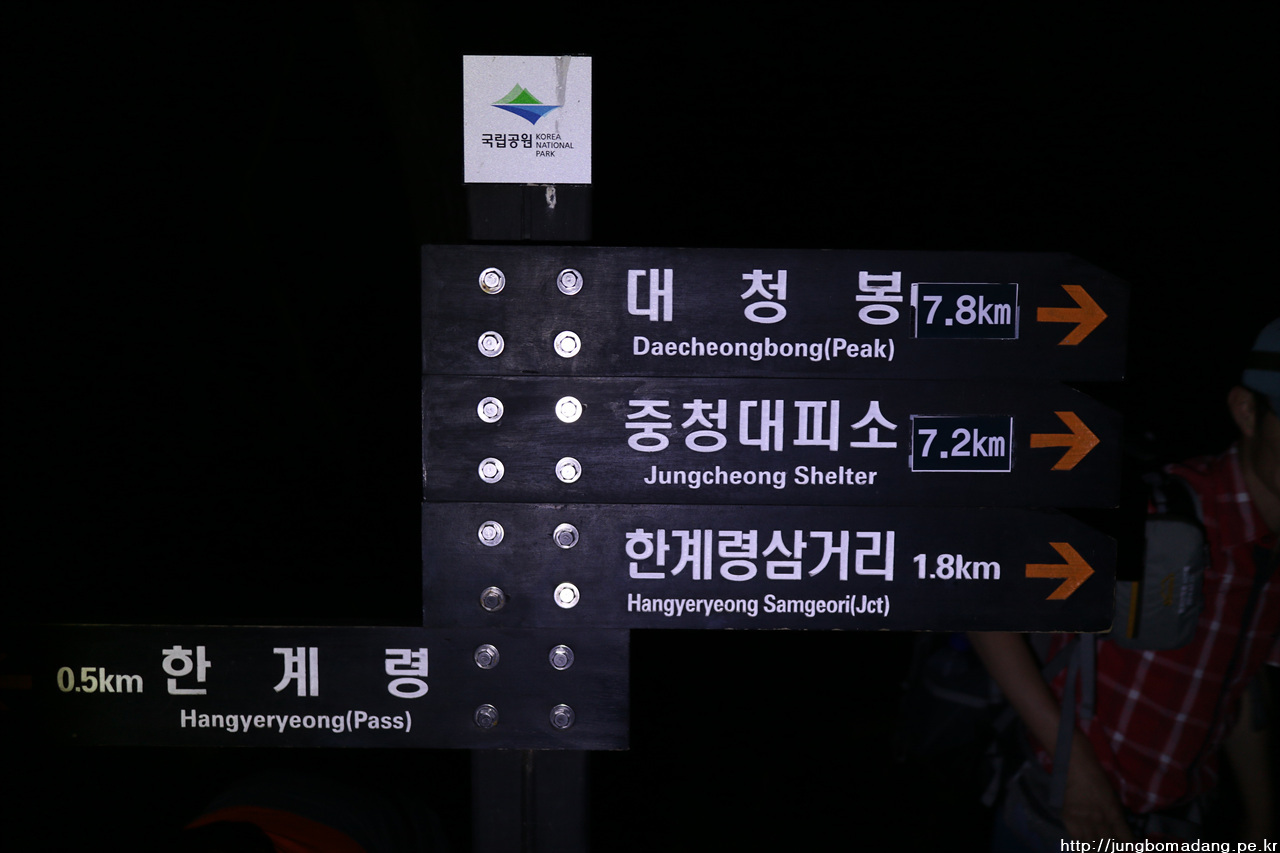 국립공원 KOREA
NATIONAL
PARK
대 청 봉 7.8km
Daecheongbong(Peak)
중청대피소 7.2km
Jungcheong Shelter
한계령삼거리 1.8km
Hangyeryeong Samgeori(Jct)
0.5km 한 계 령
Hangyeryeong(Pass)
http://jungbomadang.pe.kr